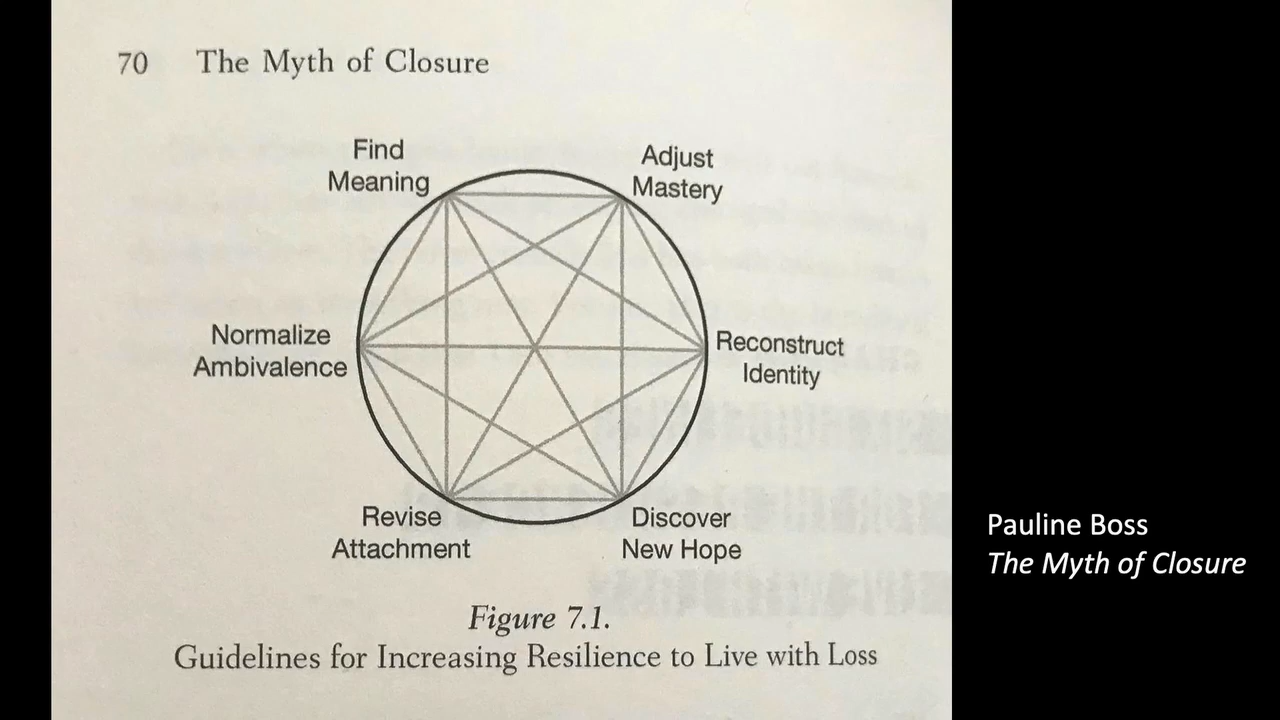 70 The Myth of Closure
Find
Meaning
Adjust
Mastery
Normalize
Ambivalence
Reconstruct
Identity
Revise
Attachment
Discover
New Hope
Figure 7.1.
Guidelines for Increasing Resilience to Live with Loss
Pauline Boss
The Myth of Closure